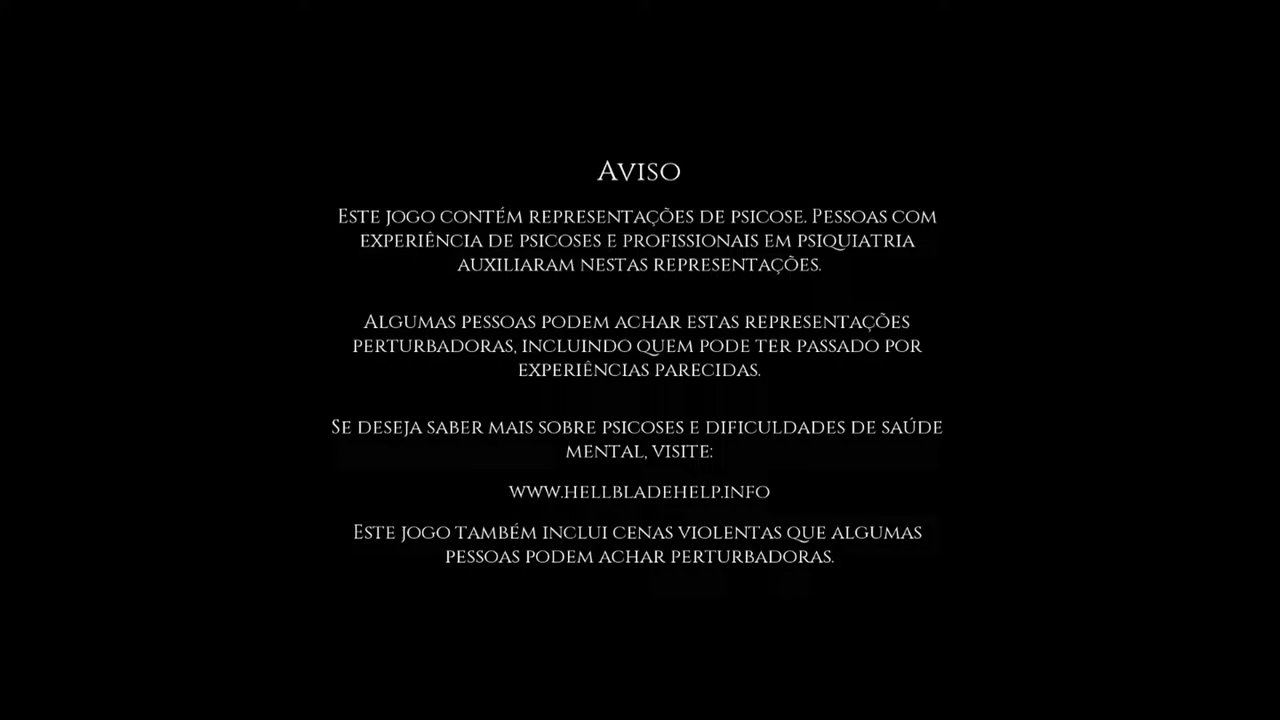 Aviso
Este jogo contém representações de psicose. Pessoas com
experiência de psicoses e profissionais em psiquiatria
auxiliaram nestas representações.
Algumas pessoas podem achar estas representações
perturbadoras, incluindo quem pode ter passado por
experiências parecidas.
Se deseja saber mais sobre psicoses e dificuldades de saúde
mental, visite:
www.hellbladehelp.info
Este jogo também inclui cenas violentas que algumas
pessoas podem achar perturbadoras.